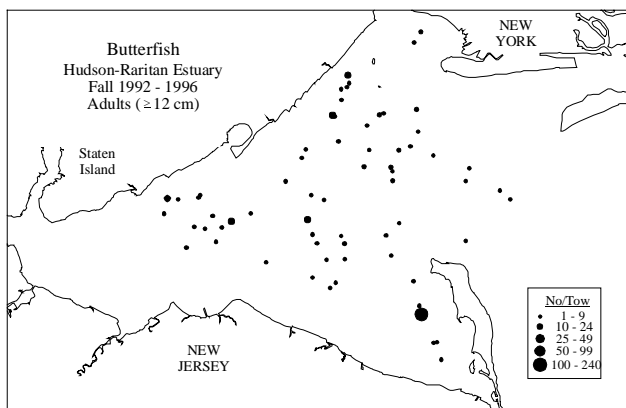 Butterfish
Hudson-Raritan Estuary
Fall 1992 - 1996
Adults (≥12 cm)
NEW
YORK
Staten
Island
NEW
JERSEY
No/Tow
1 - 9
10 - 24
25 - 49
50 - 99
100 - 240